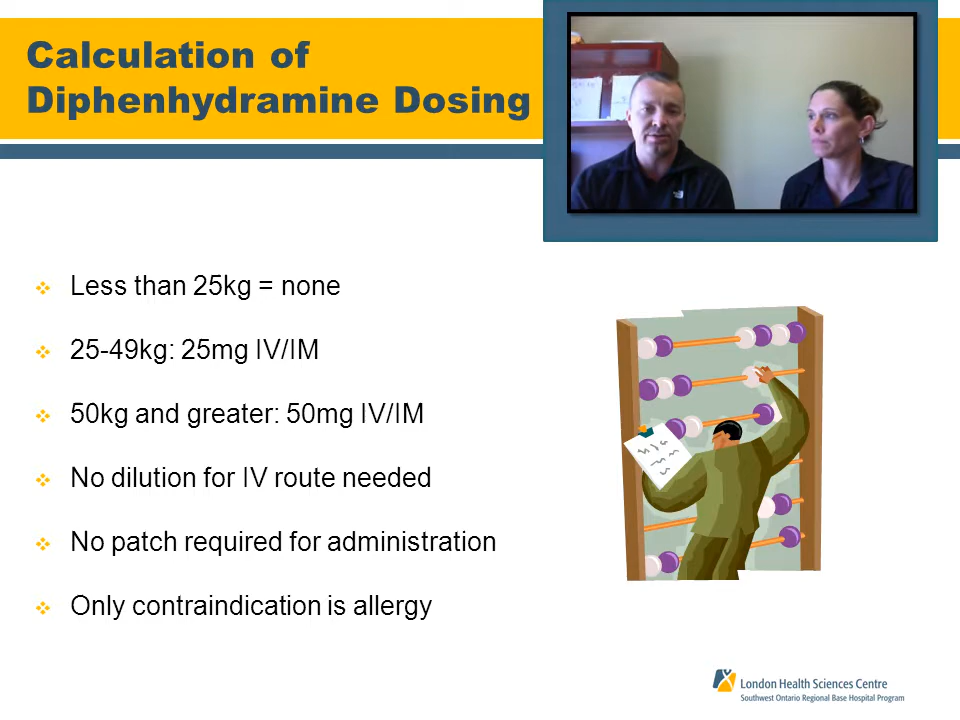 Calculation of
Diphenhydramine Dosing
Less than 25kg = none
25-49kg: 25mg IV/IM
50kg and greater: 50mg IV/IM
No dilution for IV route needed
No patch required for administration
Only contraindication is allergy
London Health Sciences Centre
Southwest Ontario Regional Base Hospital Program